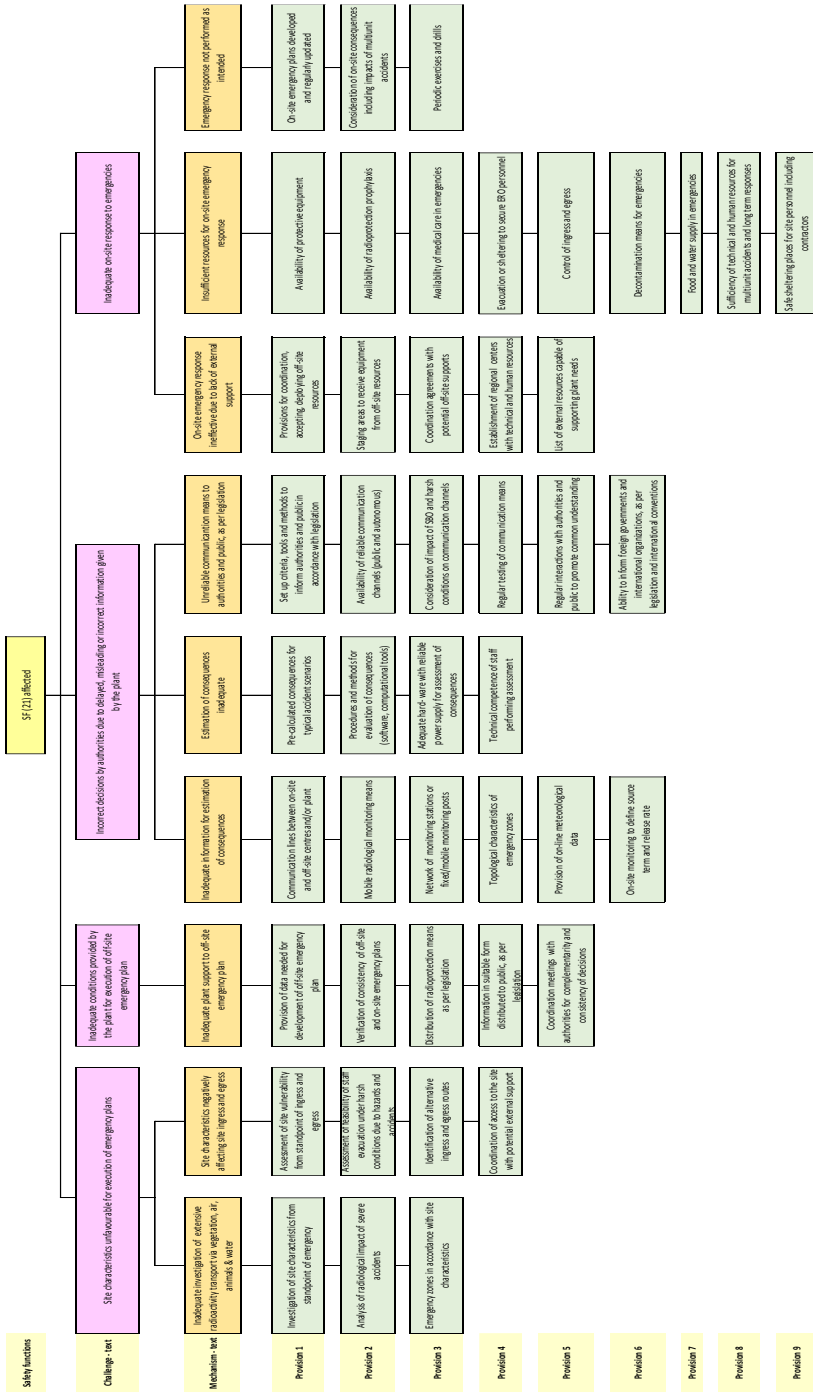 Safety functions
SF (21) affected
Challenge - text
Site characteristics unfavourable for execution of emergency plans
Inadequate conditions provided by
the plant for execution of off-site
emergency plan
Incorrect decisions by authorities due to delayed, misleading or incorrect information given
by the plant
Inadequate on-site response to emergencies
Mechanism - text
Inadequate investigation of extensive
radioactivity transport via vegetation, air,
animals & water
Site characteristics negatively
affecting site ingress and egress
Inadequate plant support to off-site
emergency plan
Inadequate information for estimation
of consequences
Estimation of consequences
inadequate
Unreliable communicantion means to
authorities and public, as per legislation
On-site emergency response
ineffective due to lack of external
support
Insufficient resources for on-site emergency
response
Emergency response not performed as
intended
Provision 1
Investigation of site characteristics from
standpoint of emergency
Assessment of site vulnerability
from standpoint of ingress and
egress
Provision of data needed for
development of off-site emergency
plan
Communication lines between on-site
and off-site centres and/or plant
Pre-calculated consequences for
typical accident scenarios
Set up criteria, tools and methods to
inform authorities and public in
accordance with legislation
Provisions for coordination,
accepting, deploying off-site
resources
Availability of protective equipment
On-site emergency plans developed
and regularly updated
Provision 2
Analysis of radiological impact of severe
accidents
Assessment of feasibility of staff
evacuation under harsh
conditions due to hazards and
accidents
Verification of consistency of off-site
and on-site emergency plans
Mobile radiological monitoring means
Procedures and methods for
evaluation of consequences
(software, computational tools)
Availability of reliable communication
channels (public and autonomous)
Staging areas to receive equipment
from off-site resources
Availability of radioprotection prophylaxis
Consideration of on-site consequences
including impacts of multiunit
accidents
Provision 3
Emergency zones in accordance with site
characteristics
Identification of alternative
ingress and egress routes
Distribution of radioprotection means
as per legislation
Network of monitoring stations or
fixed/mobile monitoring posts
Adequate hard- ware with reliable
power supply for assessment of
consequences
Consideration of impact of SBO and harsh
conditions on communication channels
Coordination agreements with
potential off-site supports
Availability of medical care in emergencies
Periodic exercises and drills
Provision 4
Coordination of access to the site
with potential external support
Information in suitable form
distributed to public, as per
legislation
Topological characteristics of
emergency zones
Technical competence of staff
performing assessment
Regular testing of communication means
Establishment of regional centers
with technical and human resources
Evacuation or sheltering to secure ERO personnel
Provision 5
Coordination meetings with
authorities for complementarity and
consistency of decisions
Provision of on-line meteorological
data
Regular interactions with authorities and
public to promote common understanding
List of external resources capable of
supporting plant needs
Control of ingress and egress
Provision 6
On-site monitoring to define source
term and release rate
Ability to inform foreign governments and
international organizations, as per
legislation and international conventions
Decontamination means for emergencies
Provision 7
Food and water supply in emergencies
Provision 8
Sufficiency of technical and human resources for
multiunit accidents and long term responses
Provision 9
Safe sheltering places for site personnel including
contractors